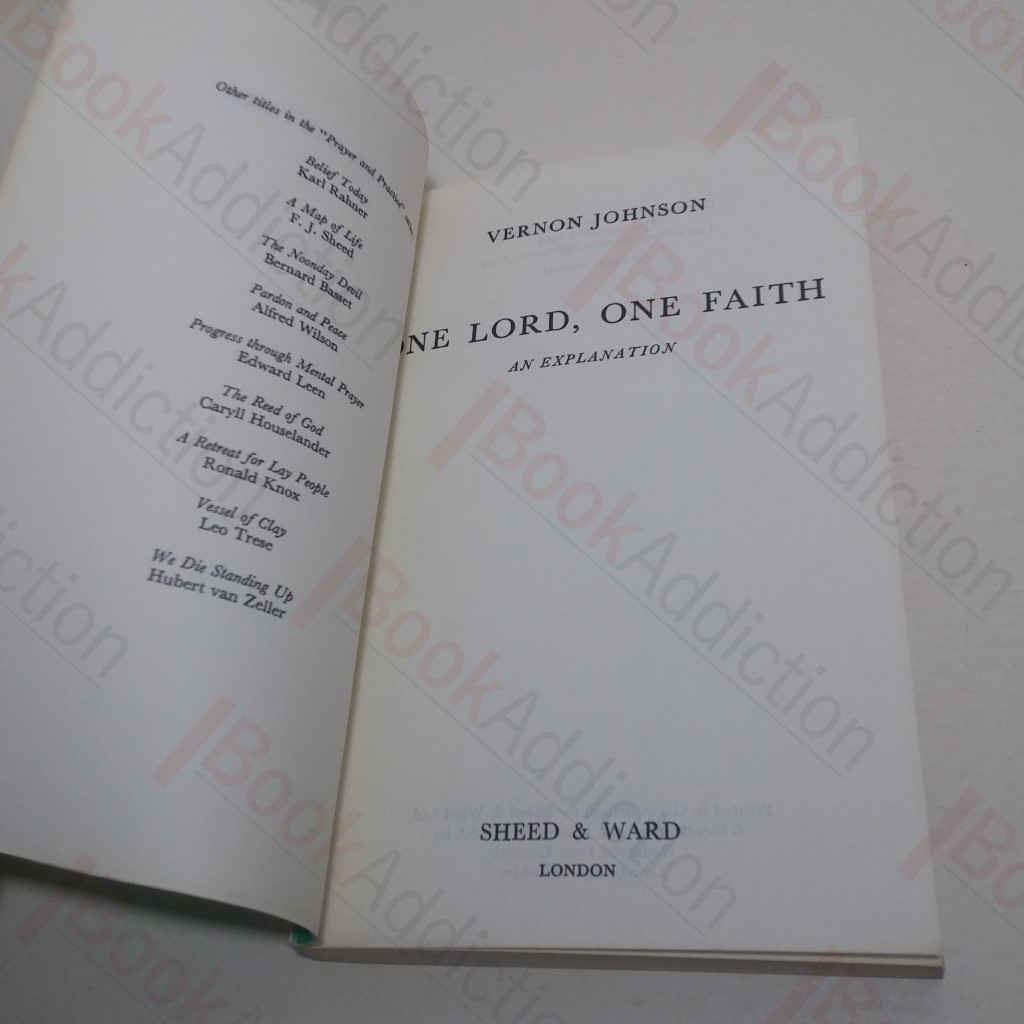 Other titles in the "Prayer and Practice" series
Belief Today
Karl Rahner
A Map of Life
F. J. Sheed
The Noonday Devil
Bernard Basset
Pardon and Peace
Alfred Wilson
Progress through Mental Prayer
Edward Leen
The Reed of God
Caryll Houselander
A Retreat for Lay People
Ronald Knox
Vessel of Clay
Leo Trese
We Die Standing Up
Hubert van Zeller
VERNON JOHNSON
ONE LORD, ONE FAITH
AN EXPLANATION
SHEED & WARD
LONDON
BookAddiction